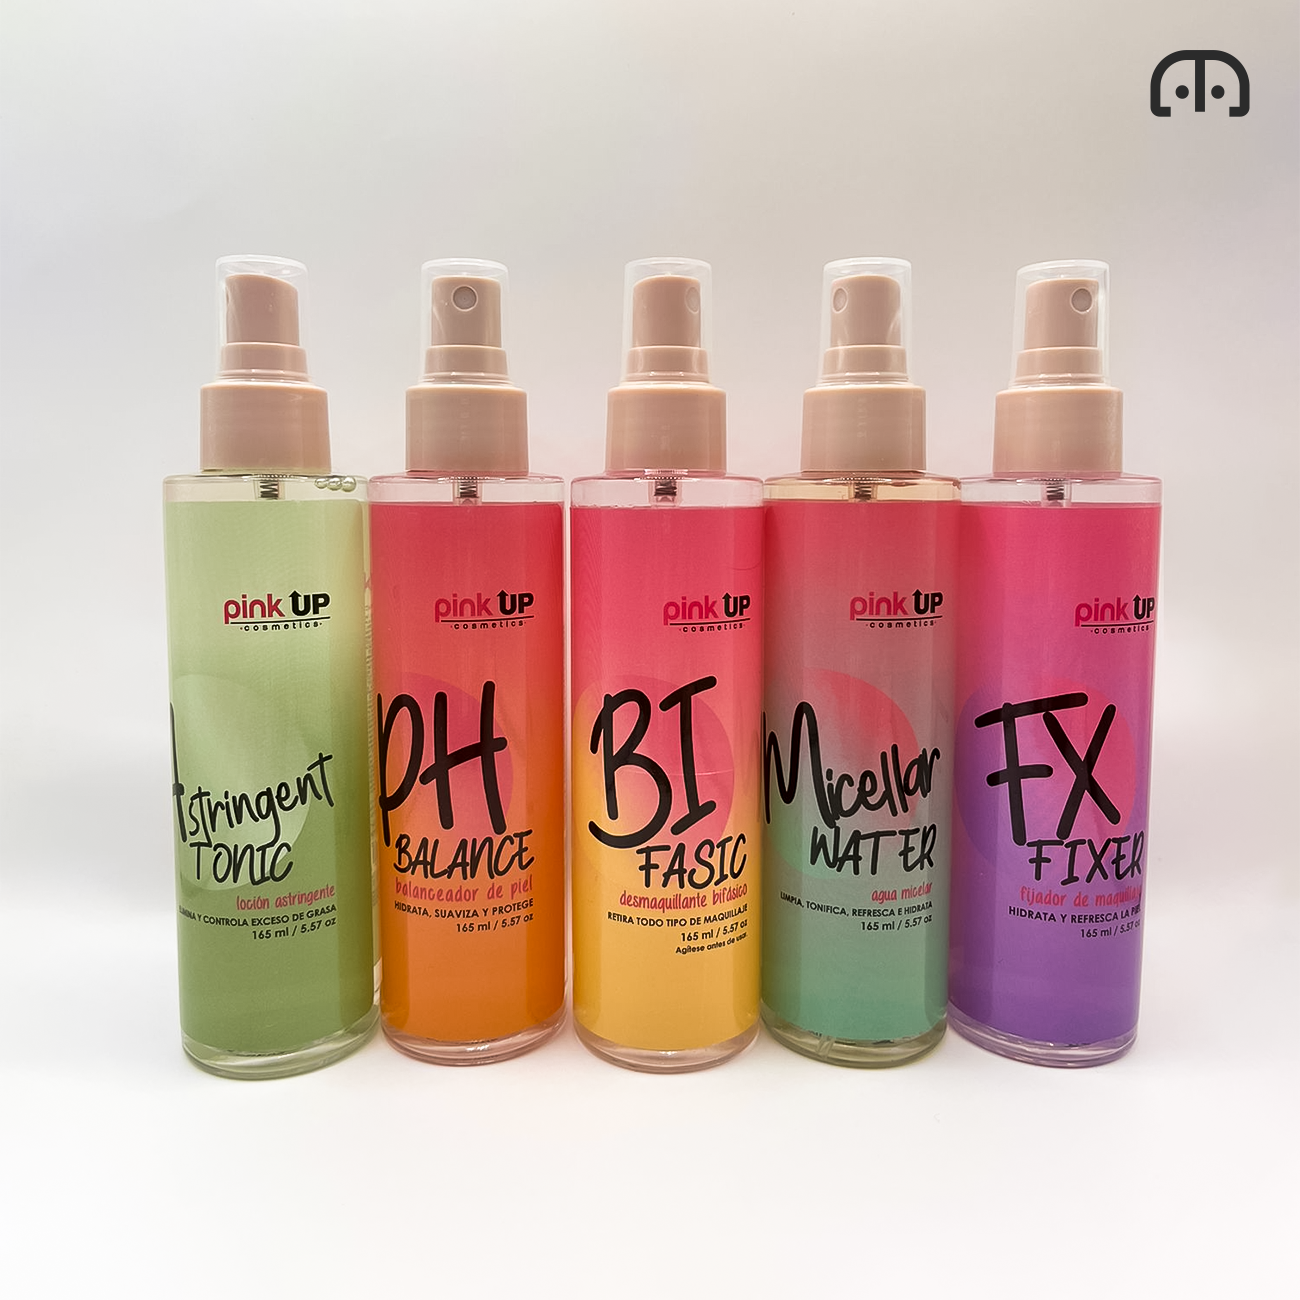 pink UP
·cosmetics·
Astringent
TONIC
loción astringente
ELIMINA Y CONTROLA EXCESO DE GRASA
165 ml / 5.57 oz
pink UP
·cosmetics·
PH
BALANCE
balanceador de piel
HIDRATA, SUAVIZA Y PROTEGE
165 ml / 5.57 oz
pink UP
·cosmetics·
BI
FASIC
desmaquillante bifásico
RETIRA TODO TIPO DE MAQUILLAJE
165 ml / 5.57 oz
Agítese antes de usar.
pink UP
·cosmetics·
Micellar
WATER
agua micelar
LIMPIA, TONIFICA, REFRESCA E HIDRATA
165 ml / 5.57 oz
pink UP
·cosmetics·
FX
FIXER
fijador de maquillaje
HIDRATA Y REFRESCA LA PIEL
165 ml / 5.57 oz